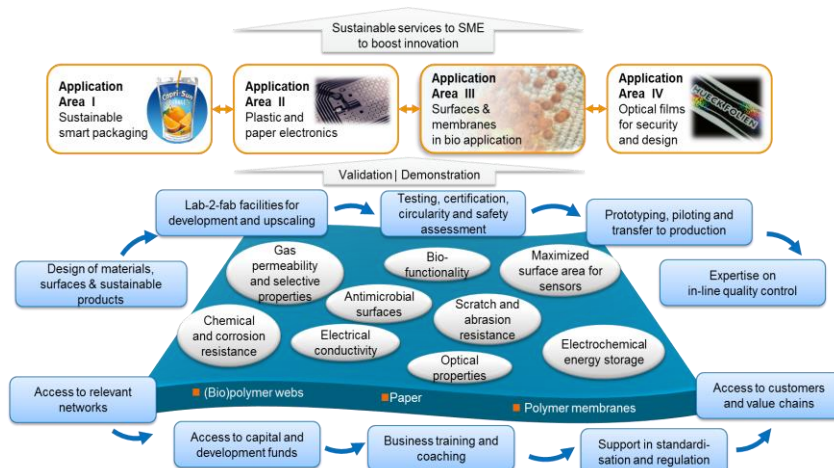 Sustainable services to SME
to boost innovation
Application
Area I
Sustainable
smart packaging
Capri-Sun
Application
Area II
Plastic and
paper electronics
Application
Area III
Surfaces &
membranes
in bio application
Application
Area IV
Optical films
for security
and design
HUECKFOLIEN
Validation| Demonstration
Lab-2-fab facilities for
development and upscaling
Testing, certification,
circularity and safety
assessment
Prototyping, piloting and
transfer to production
Design of materials,
surfaces & sustainable
products
Expertise on
in-line quality control
Gas
permeability
and selective
properties
Bio-
functionality
Maximized
surface area for
sensors
Antimicrobial
surfaces
Scratch and
abrasion
resistance
Chemical
and corrosion
resistance
Electrical
conductivity
Electrochemical
energy storage
Optical
properties
(Bio)polymer webs
Paper
Polymer membranes
Access to relevant
networks
Access to customers
and value chains
Access to capital and
development funds
Business training and
coaching
Support in standardi-
sation and regulation